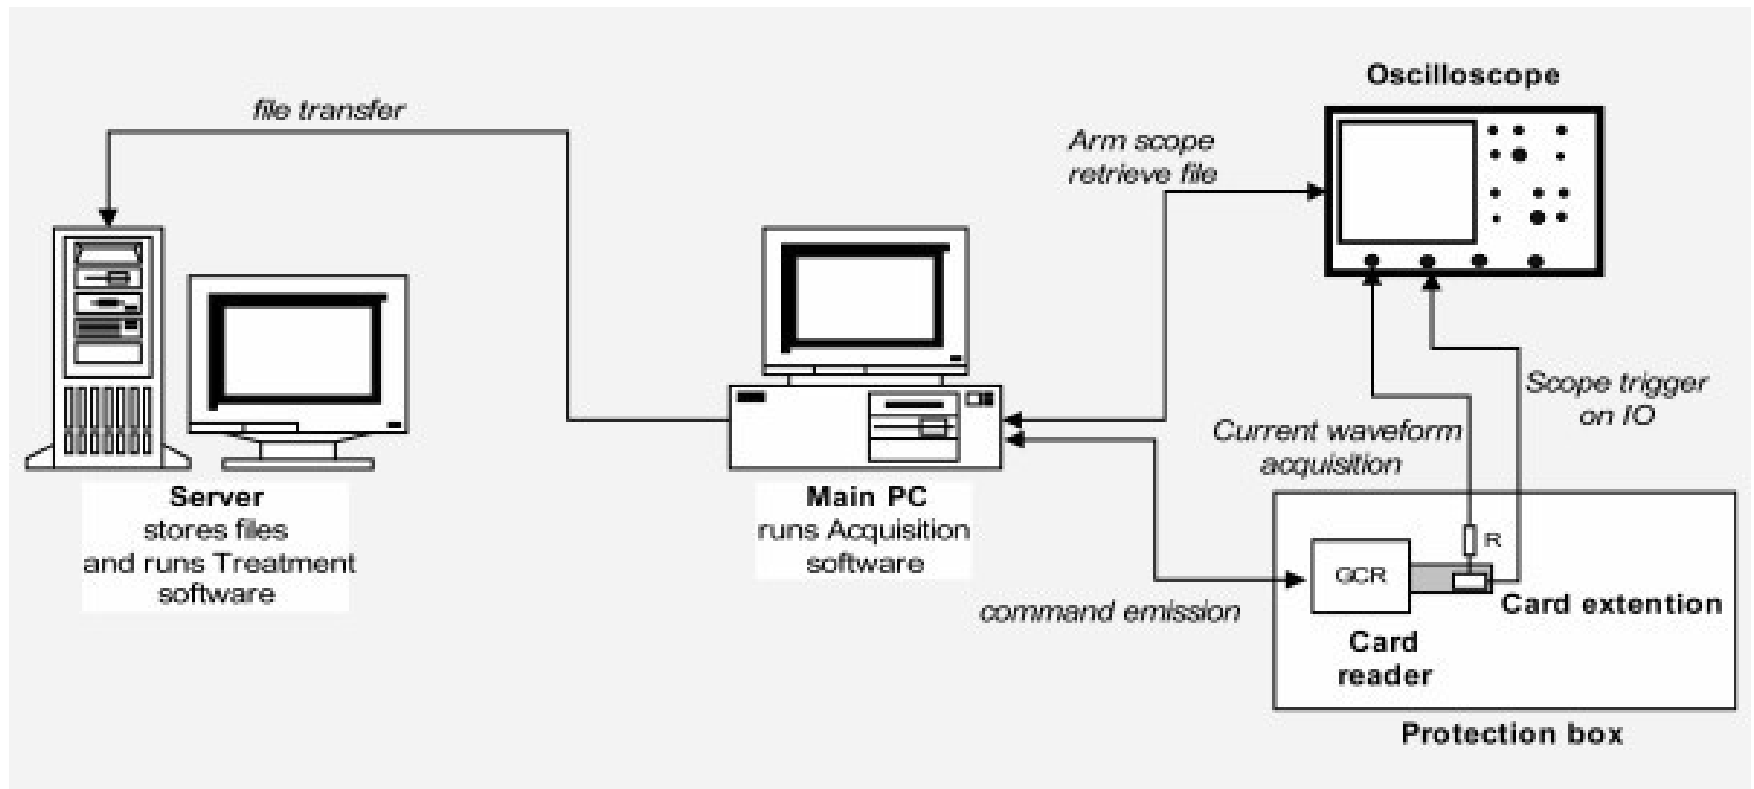 Oscilloscope
file transfer
Arm scope
retrieve file
Scope trigger
on IO
Current waveform
acquisition
Server
stores files
and runs Treatment
software
Main PC
runs Acquisition
software
R
GCR
command emission
Card extention
Card
reader
Protection box